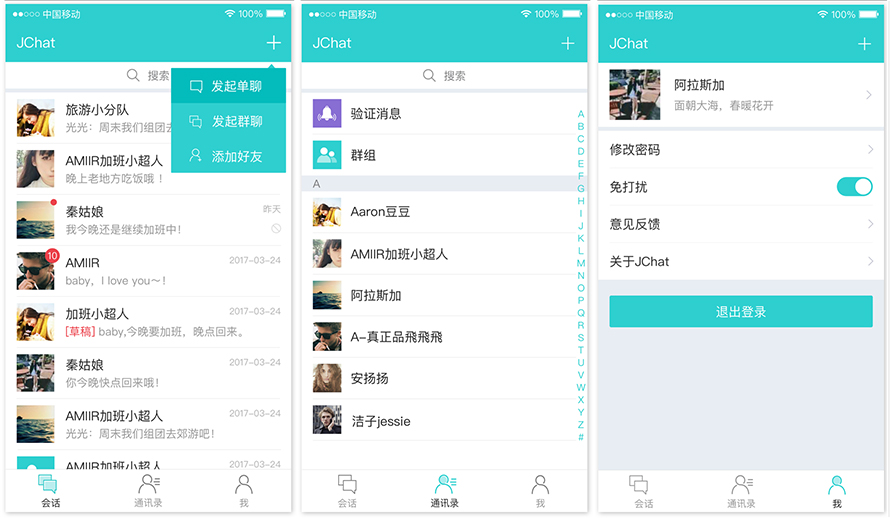 中国移动 100%
JChat
搜索
发起单聊
发起群聊
添加好友
旅游小分队
光光：周末我们组团去
AMIIR加班小超人
晚上老地方吃饭哦！
秦姑娘 昨天
我今晚还是继续加班中！
10
AMIIR 2017-03-24
baby，I love you～！
加班小超人 2017-03-24
[草稿] baby,今晚要加班，晚点回来。
秦姑娘 2017-03-24
你今晚快点回来哦！
AMIIR加班小超人 2017-03-24
光光：周末我们组团去郊游吧！
AMIIR加班小超人 2017-03-24
会话 通讯录 我
中国移动 100%
JChat
搜索
验证消息
群组
A
Aaron豆豆
AMIIR加班小超人
阿拉斯加
A-真正品飛飛飛
安扬扬
洁子jessie
A
B
C
D
E
F
G
H
I
J
K
L
M
N
O
P
Q
R
S
T
U
V
W
X
Y
Z
#
会话 通讯录 我
中国移动 100%
JChat
阿拉斯加
面朝大海，春暖花开
修改密码
免打扰
意见反馈
关于JChat
退出登录
会话 通讯录 我